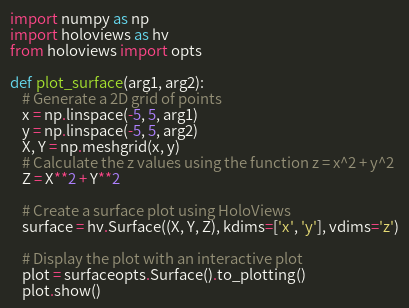 import numpy as np
import holoviews as hv
from holoviews import opts

def plot_surface(arg1, arg2):
    # Generate a 2D grid of points
    x = np.linspace(-5, 5, arg1)
    y = np.linspace(-5, 5, arg2)
    X, Y = np.meshgrid(x, y)
    # Calculate the z values using the function z = x^2 + y^2
    Z = X**2 + Y**2

    # Create a surface plot using HoloViews
    surface = hv.Surface((X, Y, Z), kdims=['x', 'y'], vdims='z')

    # Display the plot with an interactive plot
    plot = surfaceopts.Surface().to_plotting()
    plot.show()